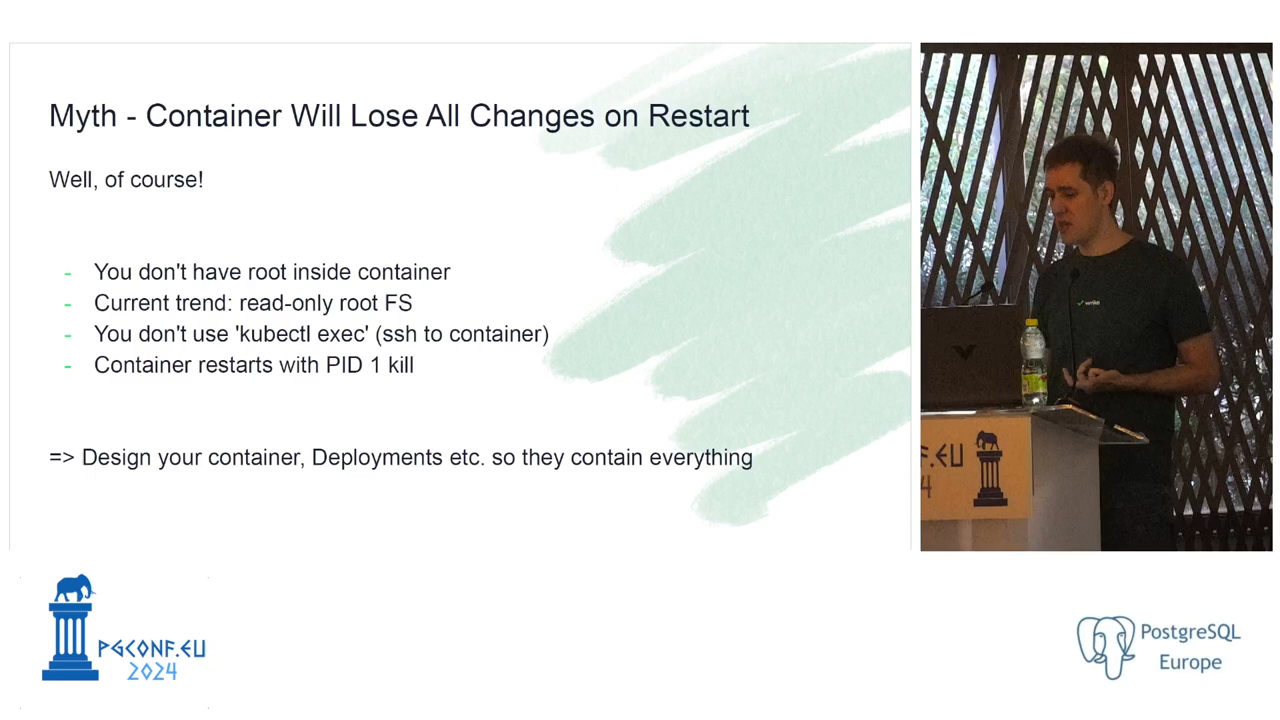 Myth - Container Will Lose All Changes on Restart
Well, of course!
- You don't have root inside container
- Current trend: read-only root FS
- You don't use 'kubectl exec' (ssh to container)
- Container restarts with PID 1 kill
=> Design your container, Deployments etc. so they contain everything
F.EU
4
PGCONF.EU
2024
PostgreSQL
Europe